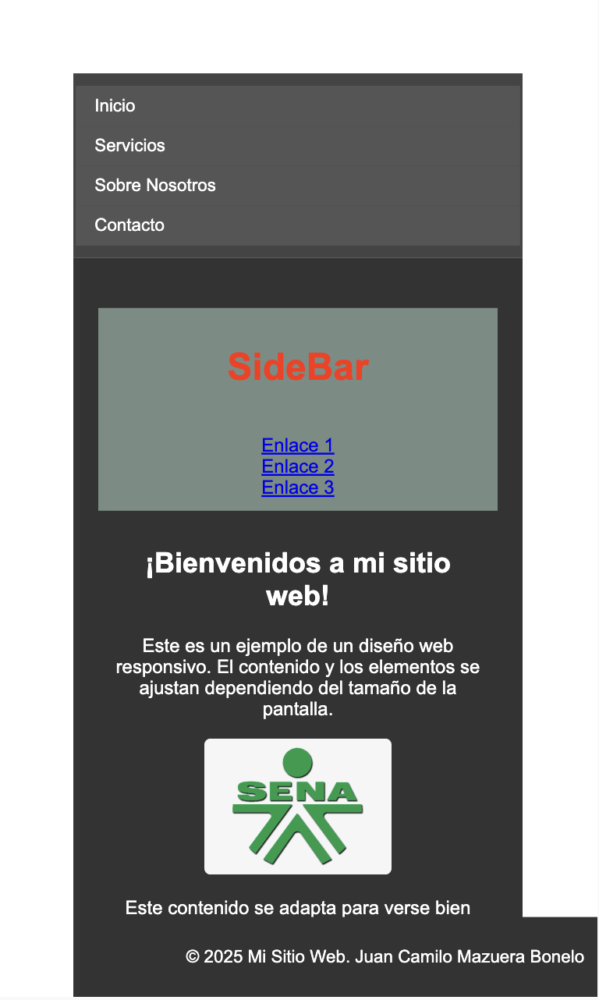 Inicio
Servicios
Sobre Nosotros
Contacto
SideBar
Enlace 1
Enlace 2
Enlace 3
¡Bienvenidos a mi sitio
web!
Este es un ejemplo de un diseño web
responsivo. El contenido y los elementos se
ajustan dependiendo del tamaño de la
pantalla.
SENA
Este contenido se adapta para verse bien
© 2025 Mi Sitio Web. Juan Camilo Mazuera Bonelo